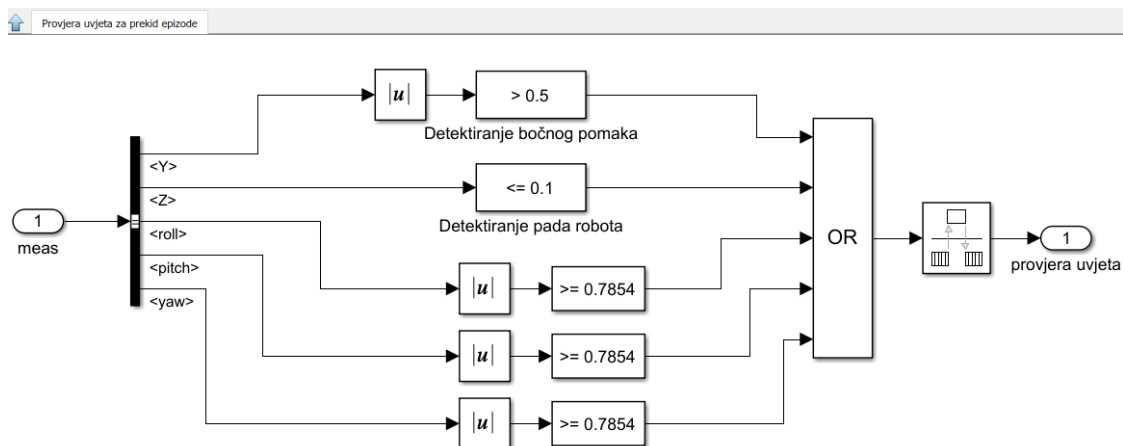 Provjera uvjeta za prekid epizode
|u|
> 0.5
Detektiranje bočnog pomaka
<Y>
<= 0.1
<Z>
Detektiranje pada robota
1
meas
<roll>
OR
1
provjera uvjeta
<pitch>
|u|
>= 0.7854
<yaw>
|u|
>= 0.7854
|u|
>= 0.7854